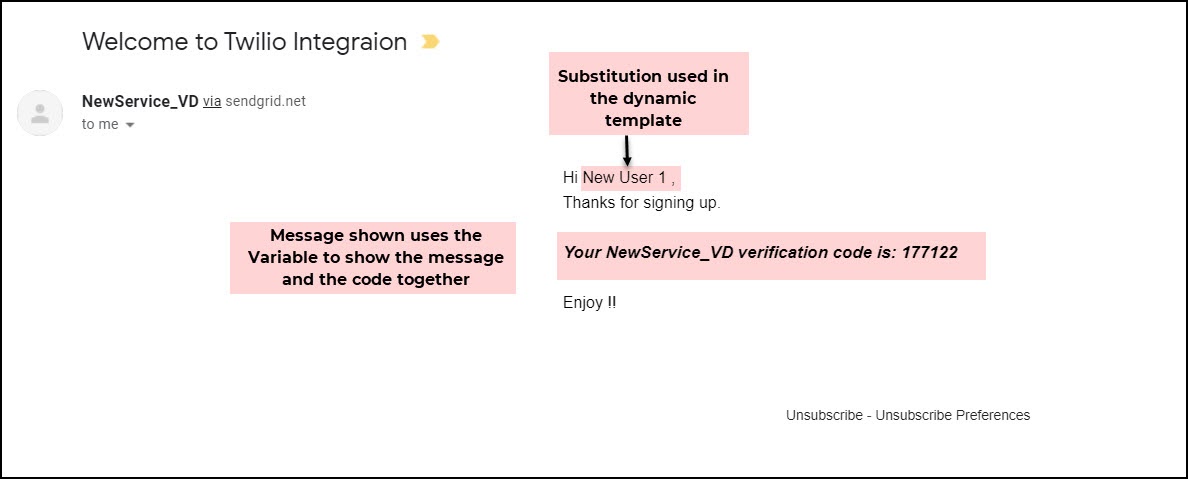 Welcome to Twilio Integraion
NewService_VD via sendgrid.net
to me
Substitution used in
the dynamic
template
Hi New User 1 ,
Thanks for signing up.
Message shown uses the
Variable to show the message
and the code together
Your NewService_VD verification code is: 177122
Enjoy !!
Unsubscribe - Unsubscribe Preferences